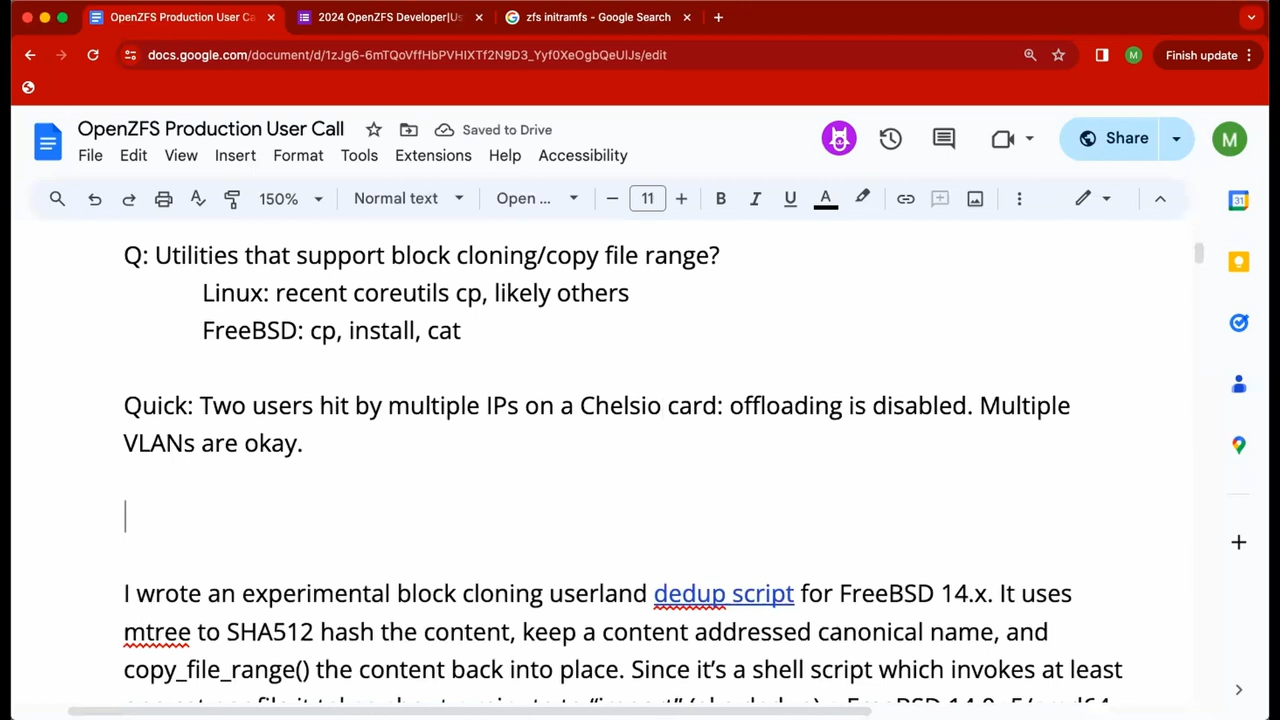 OpenZFS Production User Ca
2024 OpenZFS Developer|Us
zfs initramfs - Google Search
docs.google.com/document/d/1zJg6-6mTQoVffHbPVHIXTf2N9D3_Yyf0XeOgbQeUlJs/edit
M
Finish update
OpenZFS Production User Call
Saved to Drive
File Edit View Insert Format Tools Extensions Help Accessibility
Share
M
150%
Normal text
Open ...
11
B I U A
31
Q: Utilities that support block cloning/copy file range?
Linux: recent coreutils cp, likely others
FreeBSD: cp, install, cat
Quick: Two users hit by multiple IPs on a Chelsio card: offloading is disabled. Multiple
VLANs are okay.
I wrote an experimental block cloning userland dedup script for FreeBSD 14.x. It uses
mtree to SHA512 hash the content, keep a content addressed canonical name, and
copy_file_range() the content back into place. Since it's a shell script which invokes at least